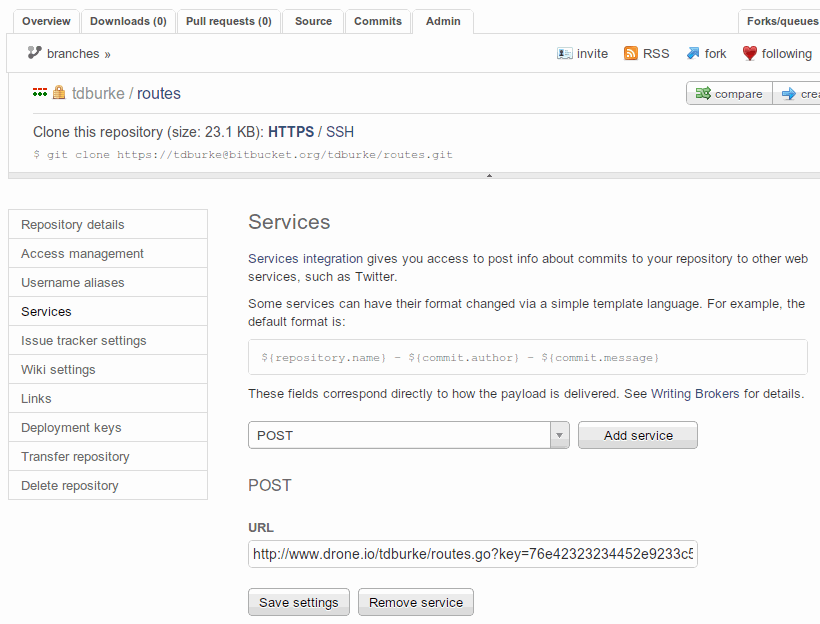 Overview Downloads (0) Pull requests (0) Source Commits Admin Forks/queues
branches » invite RSS fork following
tdburke / routes compare
Clone this repository (size: 23.1 KB): HTTPS / SSH
$ git clone https://tdburke@bitbucket.org/tdburke/routes.git
Repository details
Access management
Username aliases
Services
Issue tracker settings
Wiki settings
Links
Deployment keys
Transfer repository
Delete repository
Services
Services integration gives you access to post info about commits to your repository to other web
services, such as Twitter.
Some services can have their format changed via a simple template language. For example, the
default format is:
${repository.name} - ${commit.author} - ${commit.message}
These fields correspond directly to how the payload is delivered. See Writing Brokers for details.
POST Add service
POST
URL
http://www.drone.io/tdburke/routes.go?key=76e42323234452e9233c5
Save settings Remove service